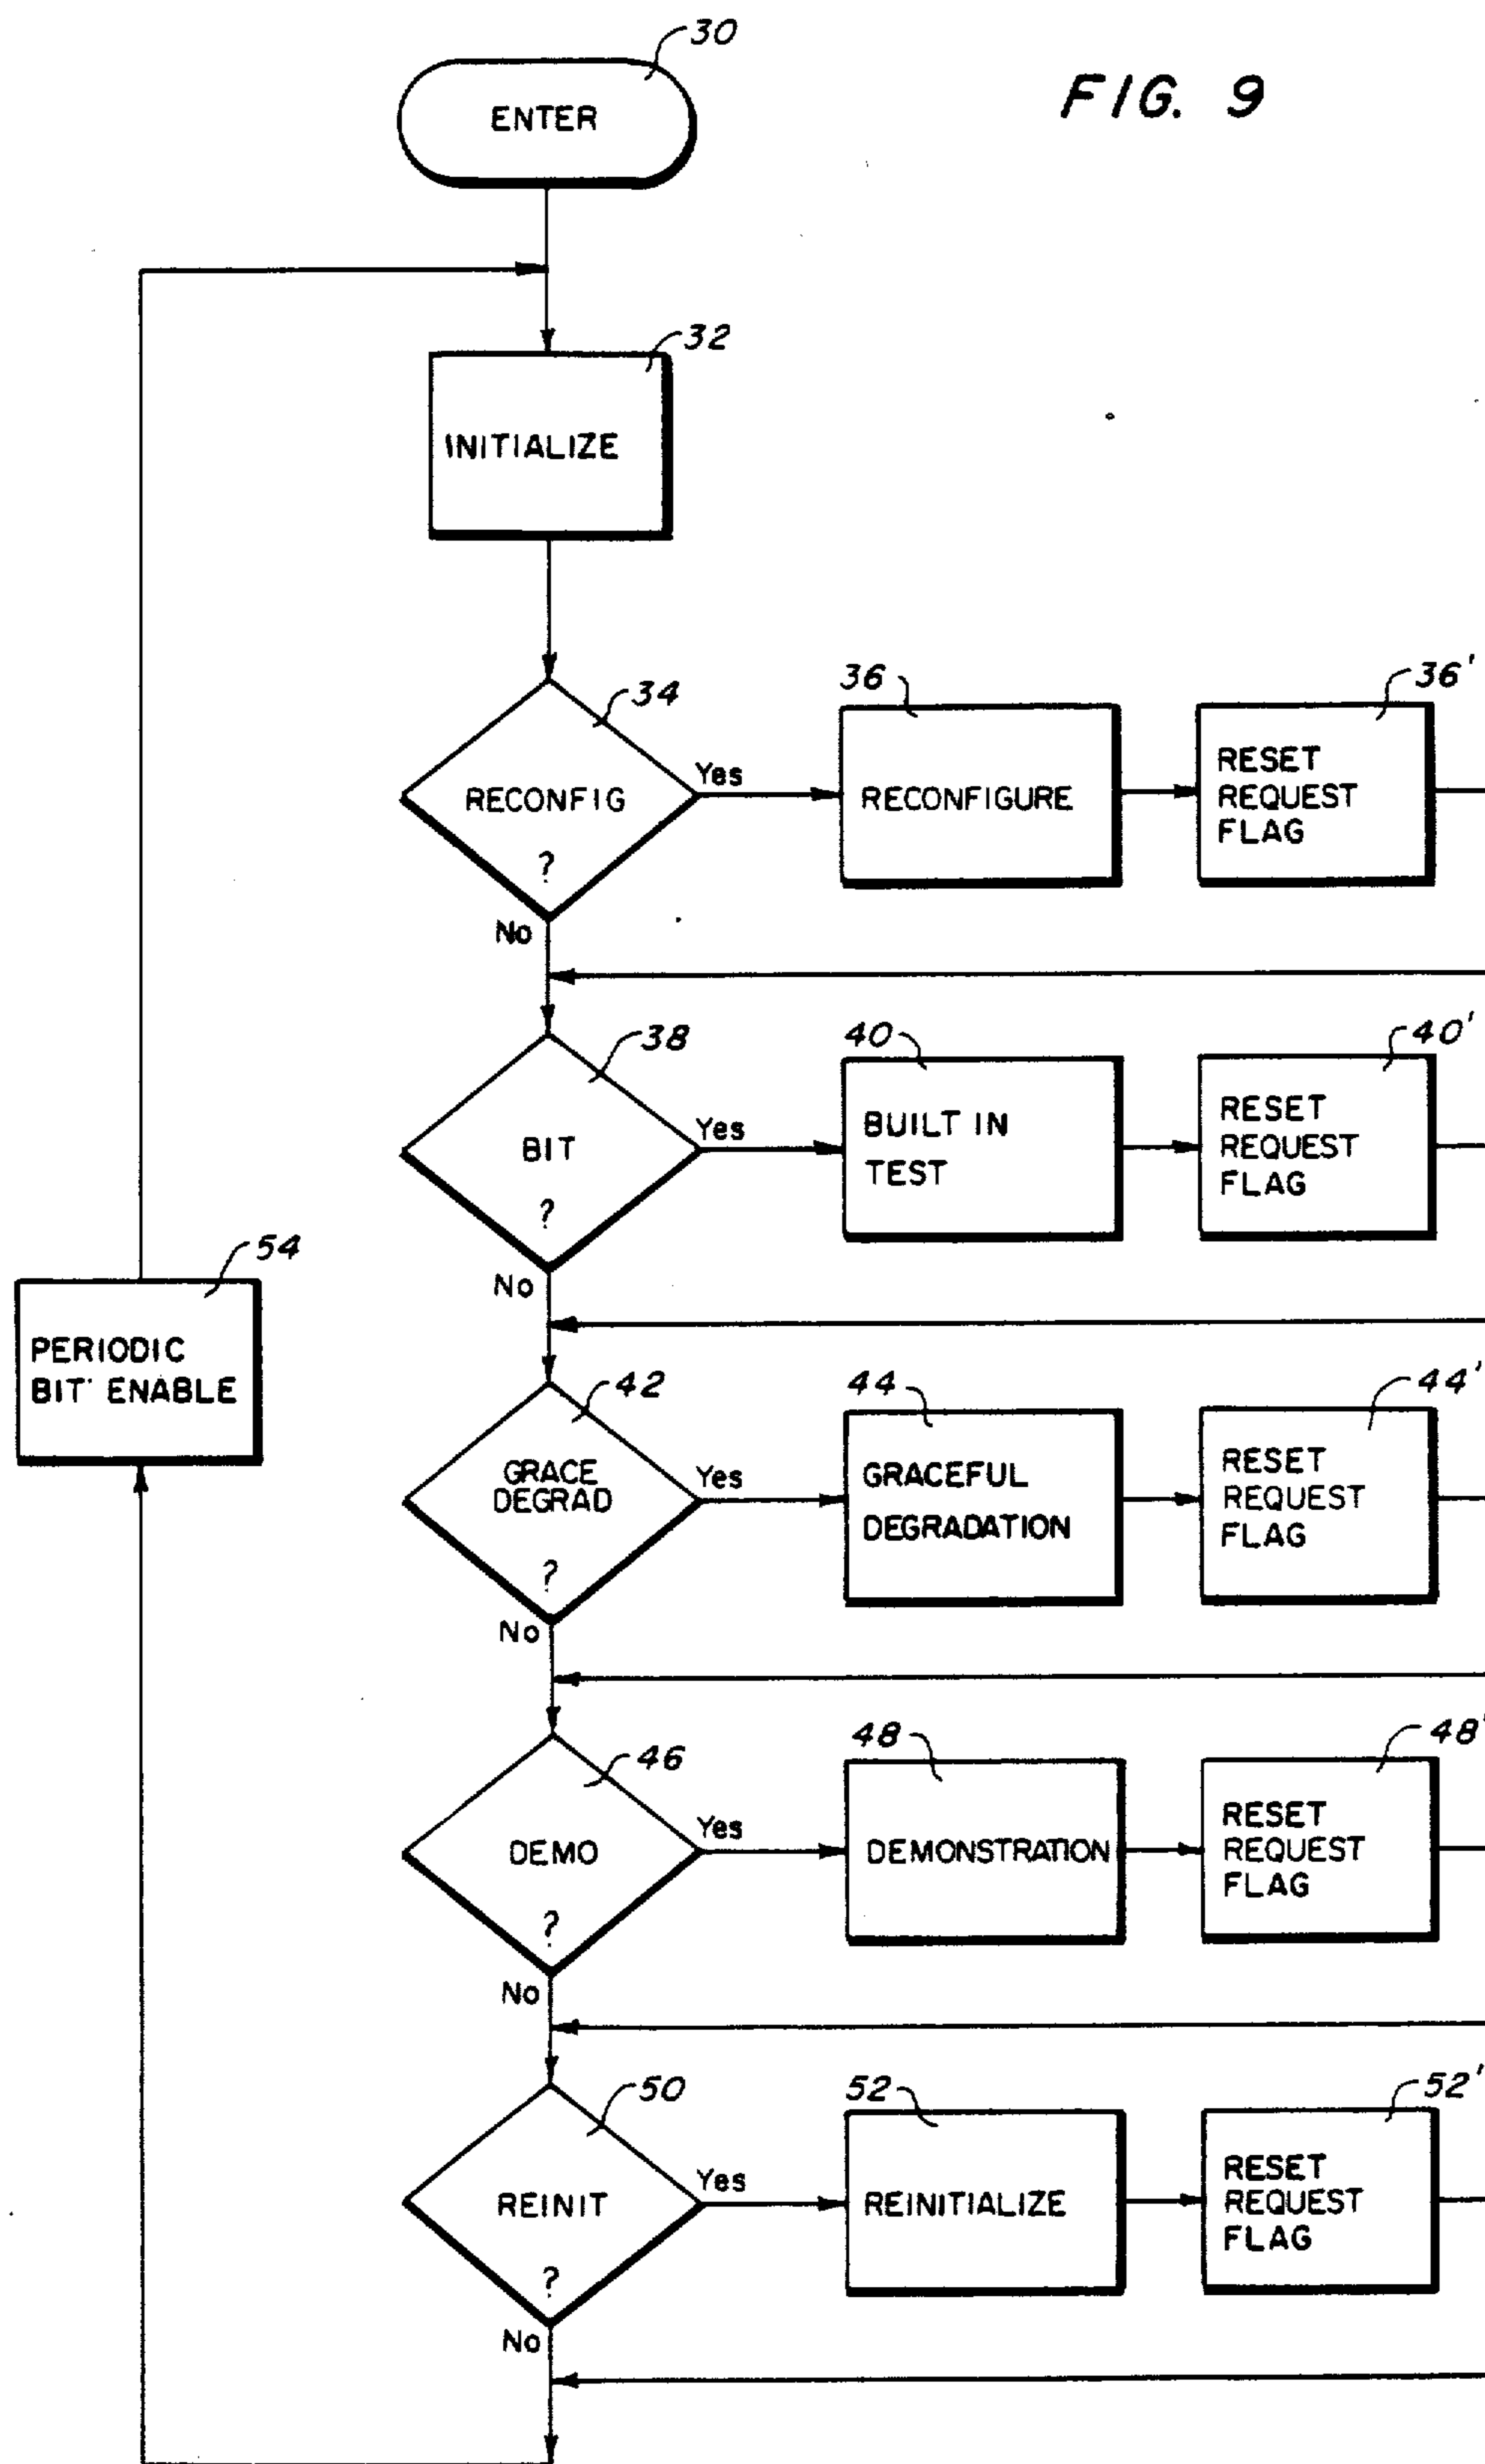 30
FIG. 9
ENTER
32
INITIALIZE
34
36
36'
RECONFIG
?
Yes
RECONFIGURE
RESET
REQUEST
FLAG
No
38
40
40'
BIT
?
Yes
BUILT IN
TEST
RESET
REQUEST
FLAG
No
54
PERIODIC
BIT' ENABLE
42
44
44'
GRACE
DEGRAD
?
Yes
GRACEFUL
DEGRADATION
RESET
REQUEST
FLAG
No
46
48
48'
DEMO
?
Yes
DEMONSTRATION
RESET
REQUEST
FLAG
No
50
52
52'
REINIT
?
Yes
REINITIALIZE
RESET
REQUEST
FLAG
No